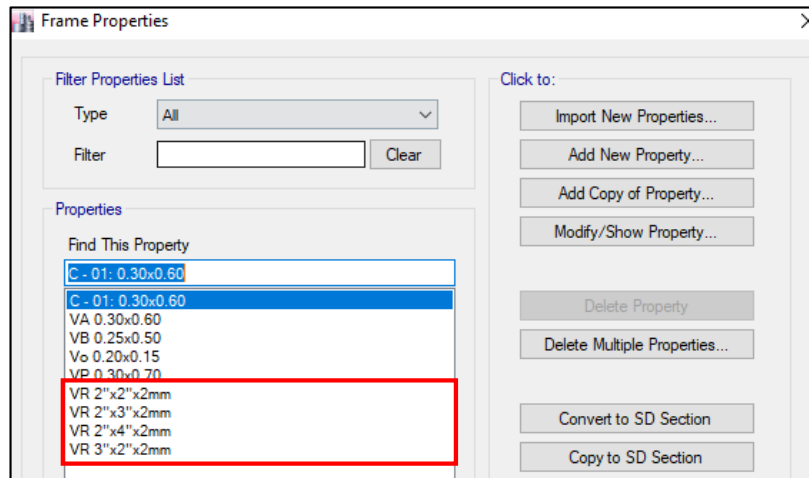 Frame Properties
Filter Properties List
Type All
Filter Clear
Properties
Find This Property
C - 01: 0.30x0.60
C - 01: 0.30x0.60
VA 0.30x0.60
VB 0.25x0.50
Vo 0.20x0.15
VP 0.30x0.70
VR 2"x2"x2mm
VR 2"x3"x2mm
VR 2"x4"x2mm
VR 3"x2"x2mm
Click to:
Import New Properties...
Add New Property...
Add Copy of Property...
Modify/Show Property...
Delete Property
Delete Multiple Properties...
Convert to SD Section
Copy to SD Section